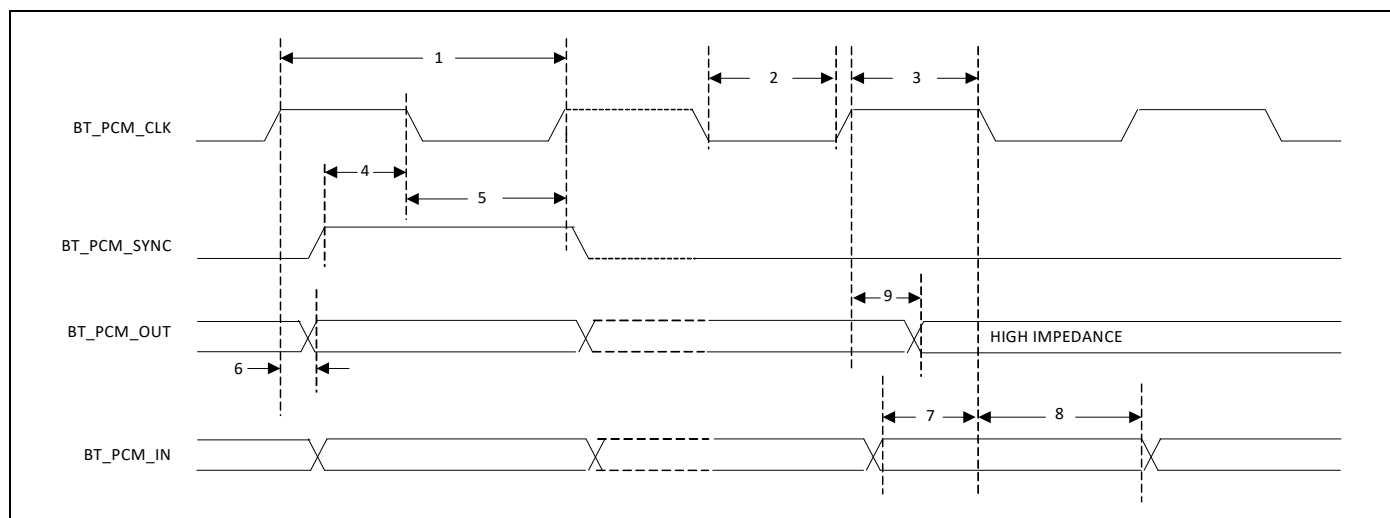 1
2
3
BT_PCM_CLK
4
5
BT_PCM_SYNC
9
BT_PCM_OUT
HIGH IMPEDANCE
6
7
8
BT_PCM_IN